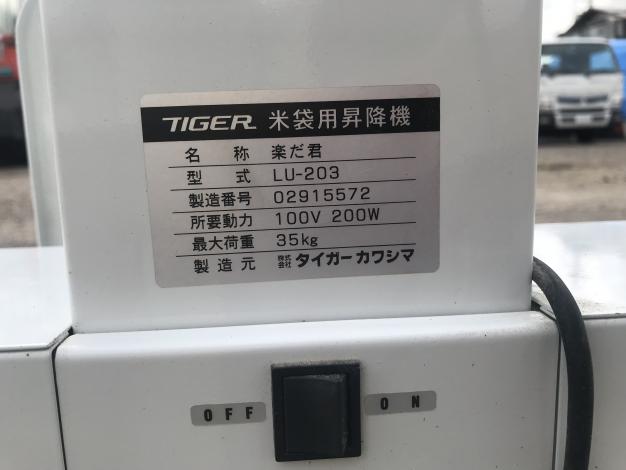 TIGER 米袋用昇降機
名称 楽だ君
型式 LU-203
製造番号 02915572
所要動力 100V 200W
最大荷重 35kg
製造元 株式会社 タイガーカワシマ
OFF ON